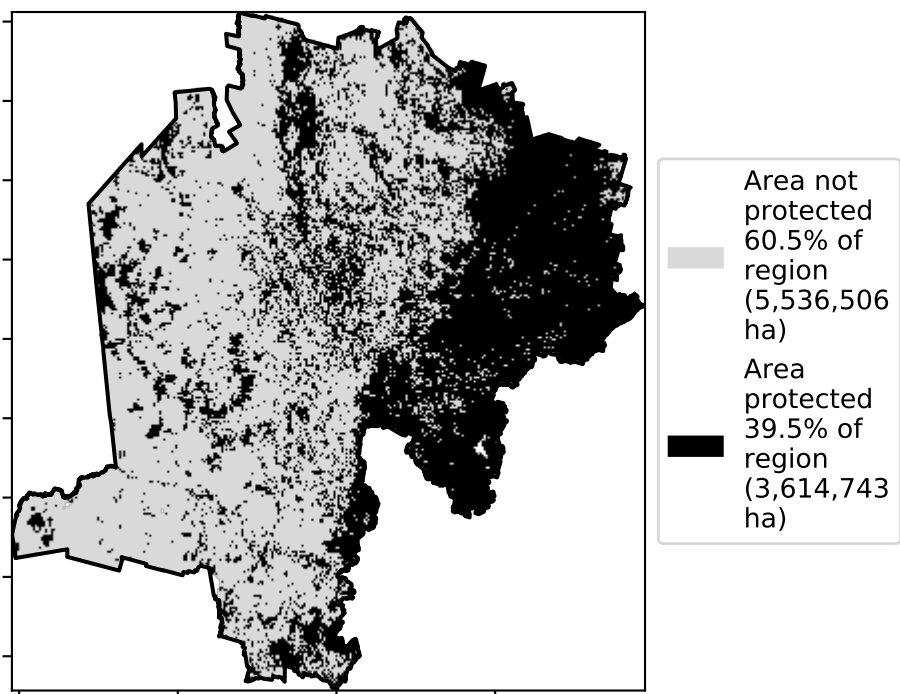 Area not
protected
60.5% of
region
(5,536,506
ha)
Area
protected
39.5% of
region
(3,614,743
ha)